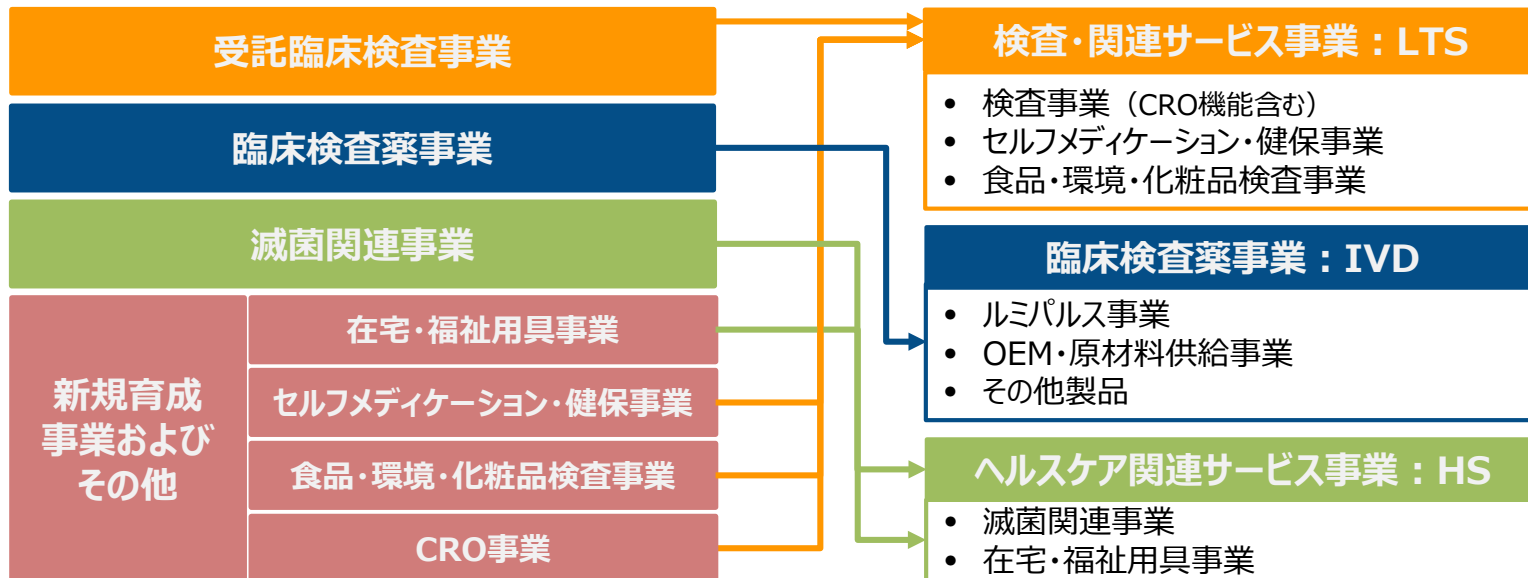 受託臨床検査事業
臨床検査薬事業
滅菌関連事業
新規育成
事業および
その他
在宅・福祉用具事業
セルフメディケーション・健保事業
食品・環境・化粧品検査事業
CRO事業
検査・関連サービス事業：LTS
• 検査事業（CRO機能含む）
• セルフメディケーション・健保事業
• 食品・環境・化粧品検査事業
臨床検査薬事業：IVD
• ルミパルス事業
• OEM・原材料供給事業
• その他製品
ヘルスケア関連サービス事業：HS
• 滅菌関連事業
• 在宅・福祉用具事業